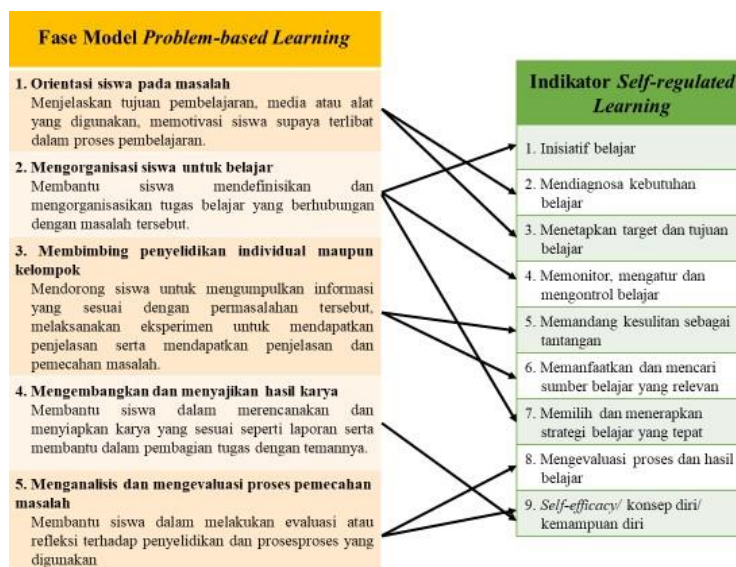 Fase Model Problem-based Learning
1. Orientasi siswa pada masalah
Menjelaskan tujuan pembelajaran, media atau alat
yang digunakan, memotivasi siswa supaya terlibat
dalam proses pembelajaran.
2. Mengorganisasi siswa untuk belajar
Membantu siswa mendefinisikan dan
mengorganisasikan tugas belajar yang berhubungan
dengan masalah tersebut.
3. Membimbing penyelidikan individual maupun
kelompok
Mendorong siswa untuk mengumpulkan informasi
yang sesuai dengan permasalahan tersebut,
melaksanakan eksperimen untuk mendapatkan
penjelasan serta mendapatkan penjelasan dan
pemecahan masalah.
4. Mengembangkan dan menyajikan hasil karya
Membantu siswa dalam merencanakan dan
menyiapkan karya yang sesuai seperti laporan serta
membantu dalam pembagian tugas dengan temannya.
5. Menganalisis dan mengevaluasi proses pemecahan
masalah
Membantu siswa dalam melakukan evaluasi atau
refleksi terhadap penyelidikan dan prosesproses yang
digunakan
Indikator Self-regulated
Learning
1. Inisiatif belajar
2. Mendiagnosa kebutuhan
belajar
3. Menetapkan target dan tujuan
belajar
4. Memonitor, mengatur dan
mengontrol belajar
5. Memandang kesulitan sebagai
tantangan
6. Memanfaatkan dan mencari
sumber belajar yang relevan
7. Memilih dan menerapkan
strategi belajar yang tepat
8. Mengevaluasi proses dan hasil
belajar
9. Self-efficacy/ konsep diri/
kemampuan diri